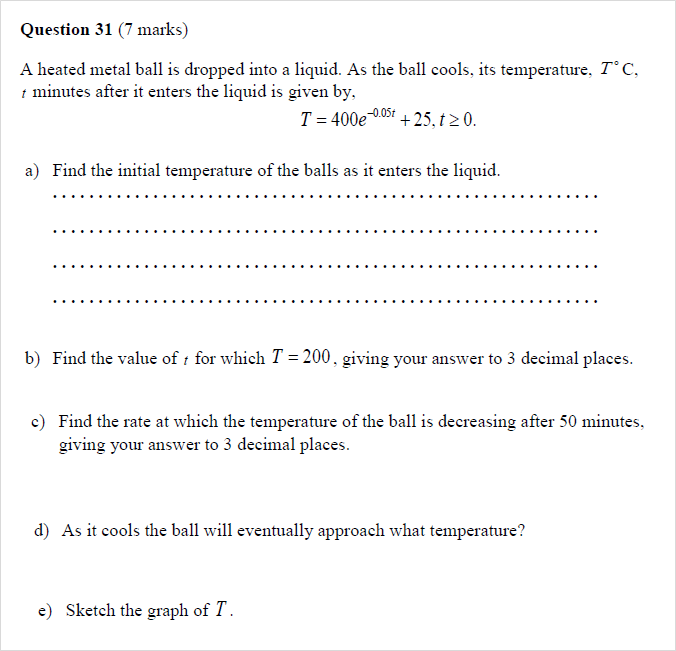 Question 31 (7 marks)
A heated metal ball is dropped into a liquid. As the ball cools, its temperature, T°C,
t minutes after it enters the liquid is given by,
T = 400e^{-0.05t} + 25, t ≥ 0.
a) Find the initial temperature of the balls as it enters the liquid.
b) Find the value of t for which T = 200, giving your answer to 3 decimal places.
c) Find the rate at which the temperature of the ball is decreasing after 50 minutes,
giving your answer to 3 decimal places.
d) As it cools the ball will eventually approach what temperature?
e) Sketch the graph of T.